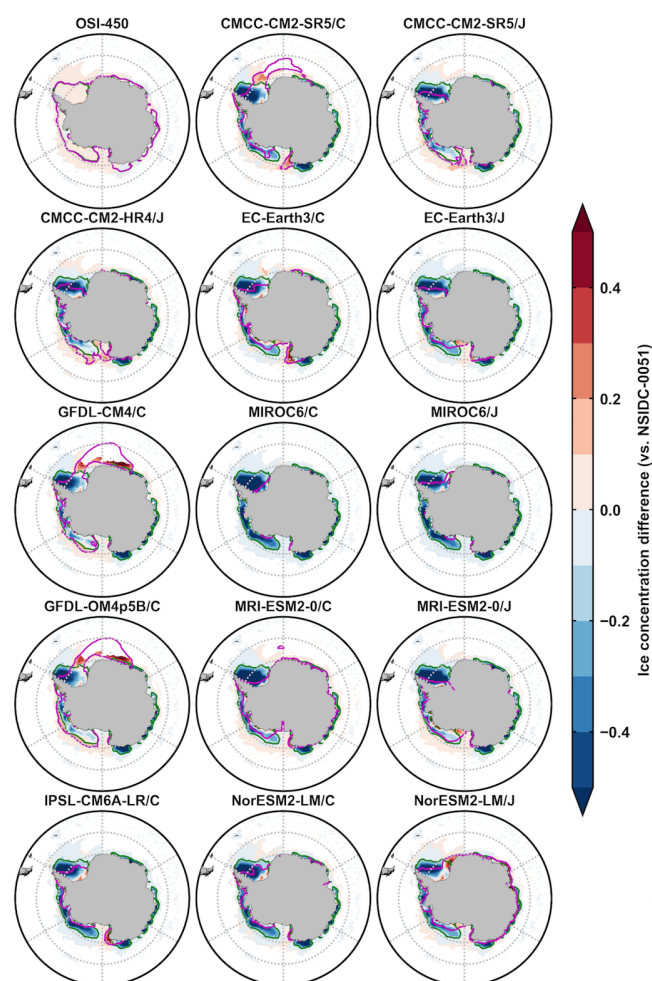 OSI-450
CMCC-CM2-SR5/C
CMCC-CM2-SR5/J
CMCC-CM2-HR4/J
EC-Earth3/C
EC-Earth3/J
GFDL-CM4/C
MIROC6/C
MIROC6/J
GFDL-OM4p5B/C
MRI-ESM2-0/C
MRI-ESM2-0/J
IPSL-CM6A-LR/C
NorESM2-LM/C
NorESM2-LM/J
0.4
0.2
0.0
−0.2
−0.4
Ice concentration difference (vs. NSIDC-0051)